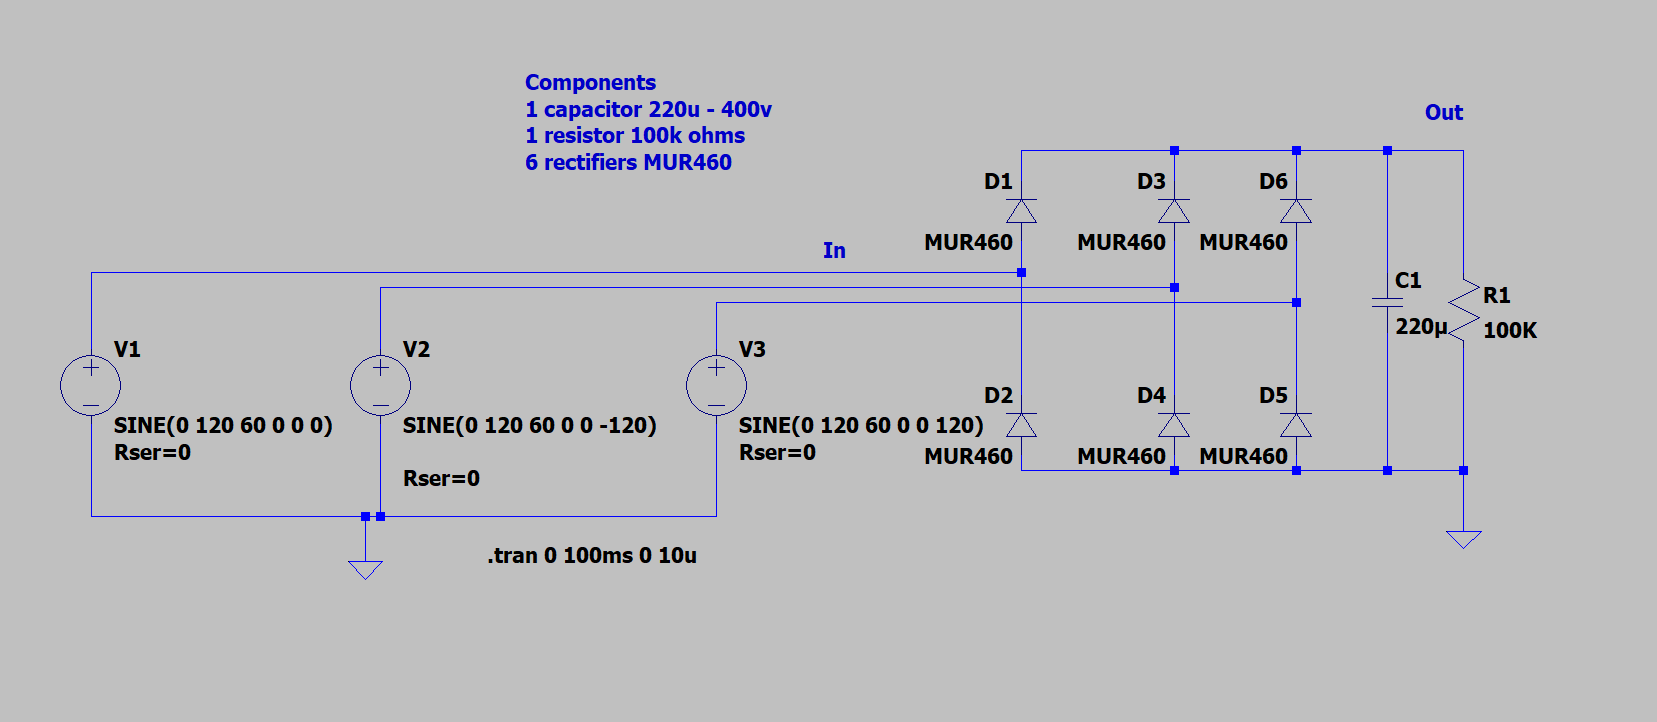 Components
1 capacitor 220u - 400v
1 resistor 100k ohms
6 rectifiers MUR460
Out
D1
D3
D6
MUR460
MUR460
MUR460
In
C1
220µ
R1
100K
V1
SINE(0 120 60 0 0 0)
Rser=0
V2
SINE(0 120 60 0 0 -120)
Rser=0
V3
SINE(0 120 60 0 0 120)
Rser=0
D2
D4
D5
MUR460
MUR460
MUR460
.tran 0 100ms 0 10u